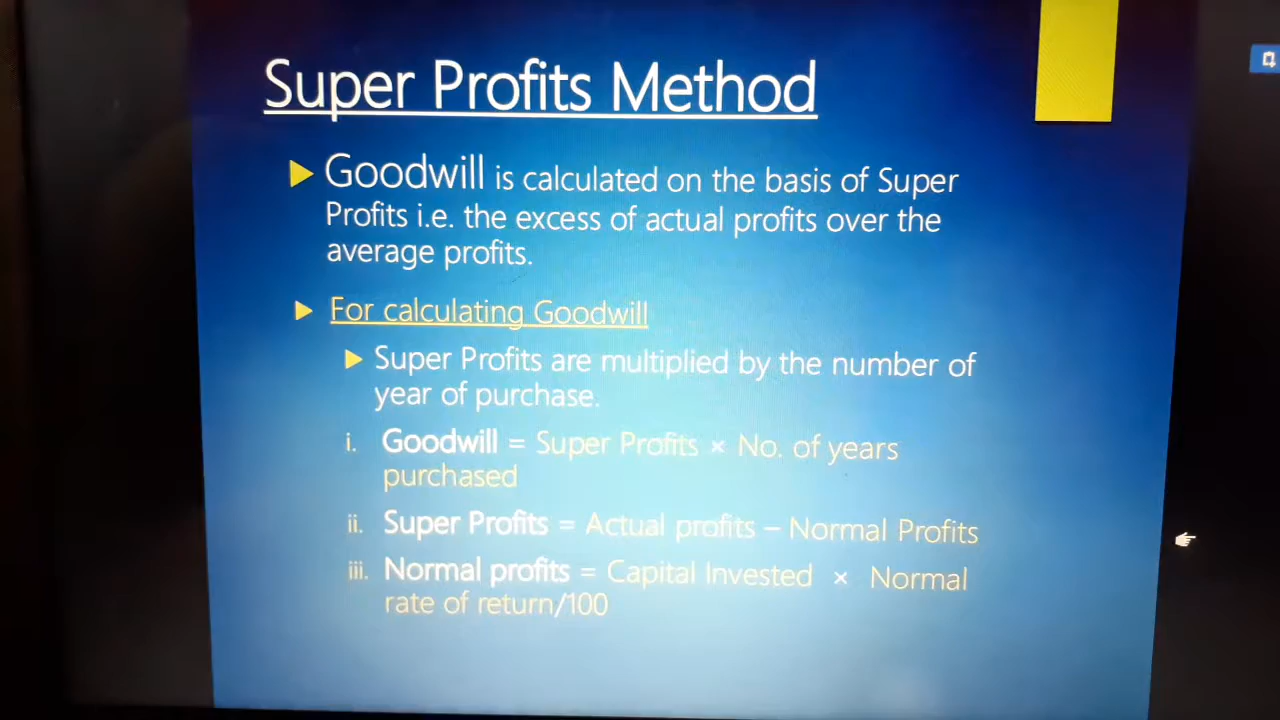 Super Profits Method
Goodwill is calculated on the basis of Super
Profits i.e. the excess of actual profits over the
average profits.
For calculating Goodwill
Super Profits are multiplied by the number of
year of purchase.
i. Goodwill = Super Profits × No. of years
purchased
ii. Super Profits = Actual profits – Normal Profits
iii. Normal profits = Capital Invested × Normal
rate of return/100